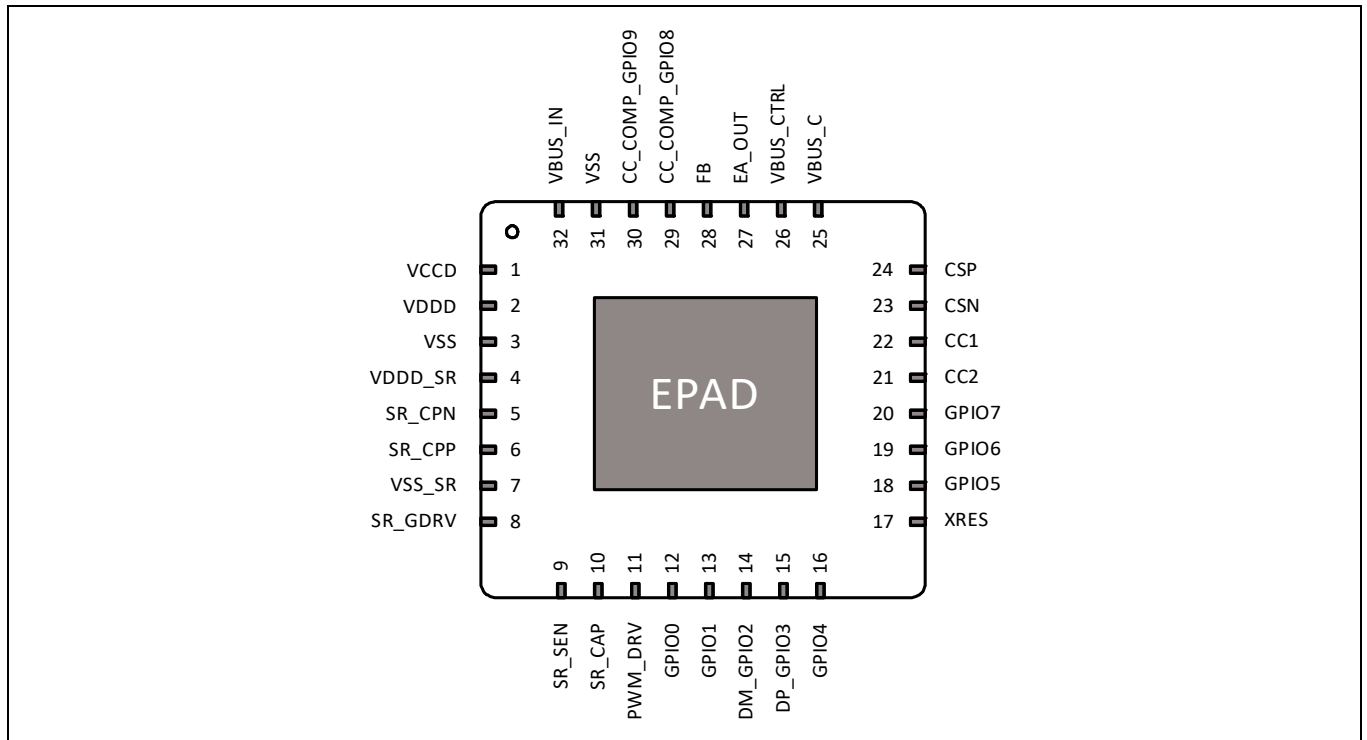 VBUS_IN
VSS
CC_COMP_GPIO9
CC_COMP_GPIO8
FB
EA_OUT
VBUS_CTRL
VBUS_C
32
31
30
29
28
27
26
25
VCCD 1
VDDD 2
VSS 3
VDDD_SR 4
SR_CPN 5
SR_CPP 6
VSS_SR 7
SR_GDRV 8
EPAD
24 CSP
23 CSN
22 CC1
21 CC2
20 GPIO7
19 GPIO6
18 GPIO5
17 XRES
9
10
11
12
13
14
15
16
SR_SEN
SR_CAP
PWM_DRV
GPIO0
GPIO1
DM_GPIO2
DP_GPIO3
GPIO4